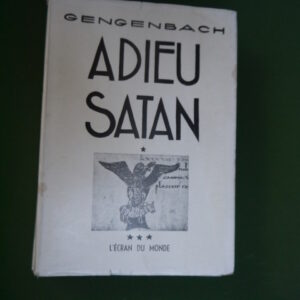 GENGENBACH
ADIEU
SATAN
L'ÉCRAN DU MONDE